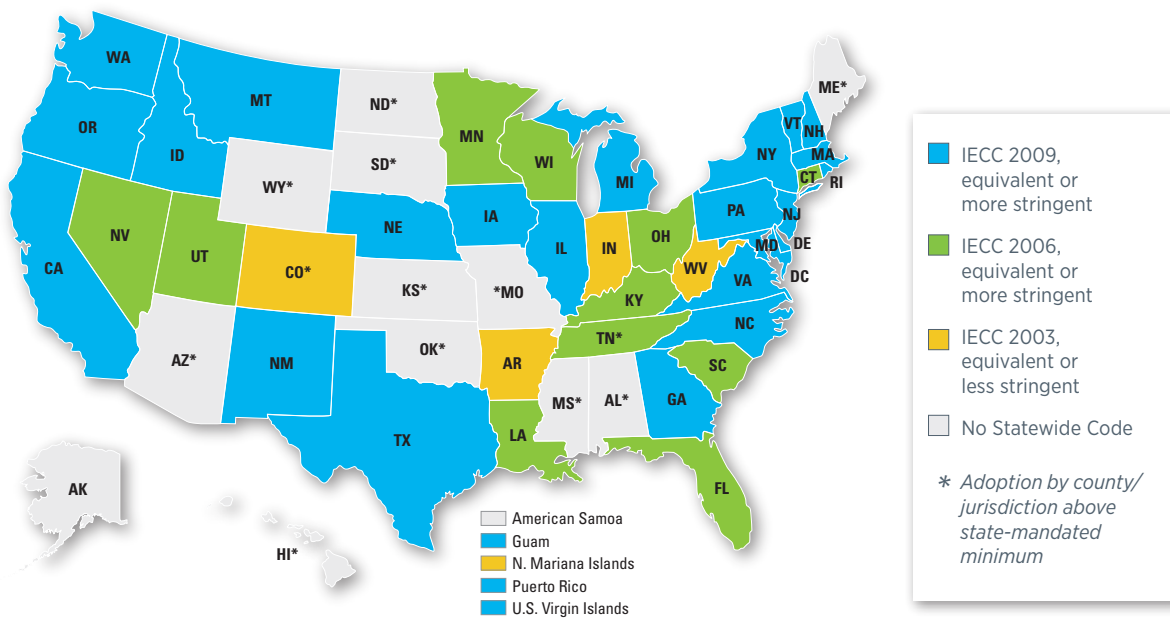 WA
MT
ND*
MN
ME*
VT
NH
OR
ID
SD*
WI
NY
MA
WY*
MI
CT
RI
IA
PA
NJ
NV
NE
OH
MD
DE
UT
IL
IN
CA
CO*
WV
DC
KS*
*MO
KY
VA
NC
TN*
AZ*
NM
OK*
AR
SC
MS*
AL*
GA
TX
LA
FL
AK
HI*
American Samoa
Guam
N. Mariana Islands
Puerto Rico
U.S. Virgin Islands
IECC 2009,
equivalent or
more stringent
IECC 2006,
equivalent or
more stringent
IECC 2003,
equivalent or
less stringent
No Statewide Code
* Adoption by county/
jurisdiction above
state-mandated
minimum